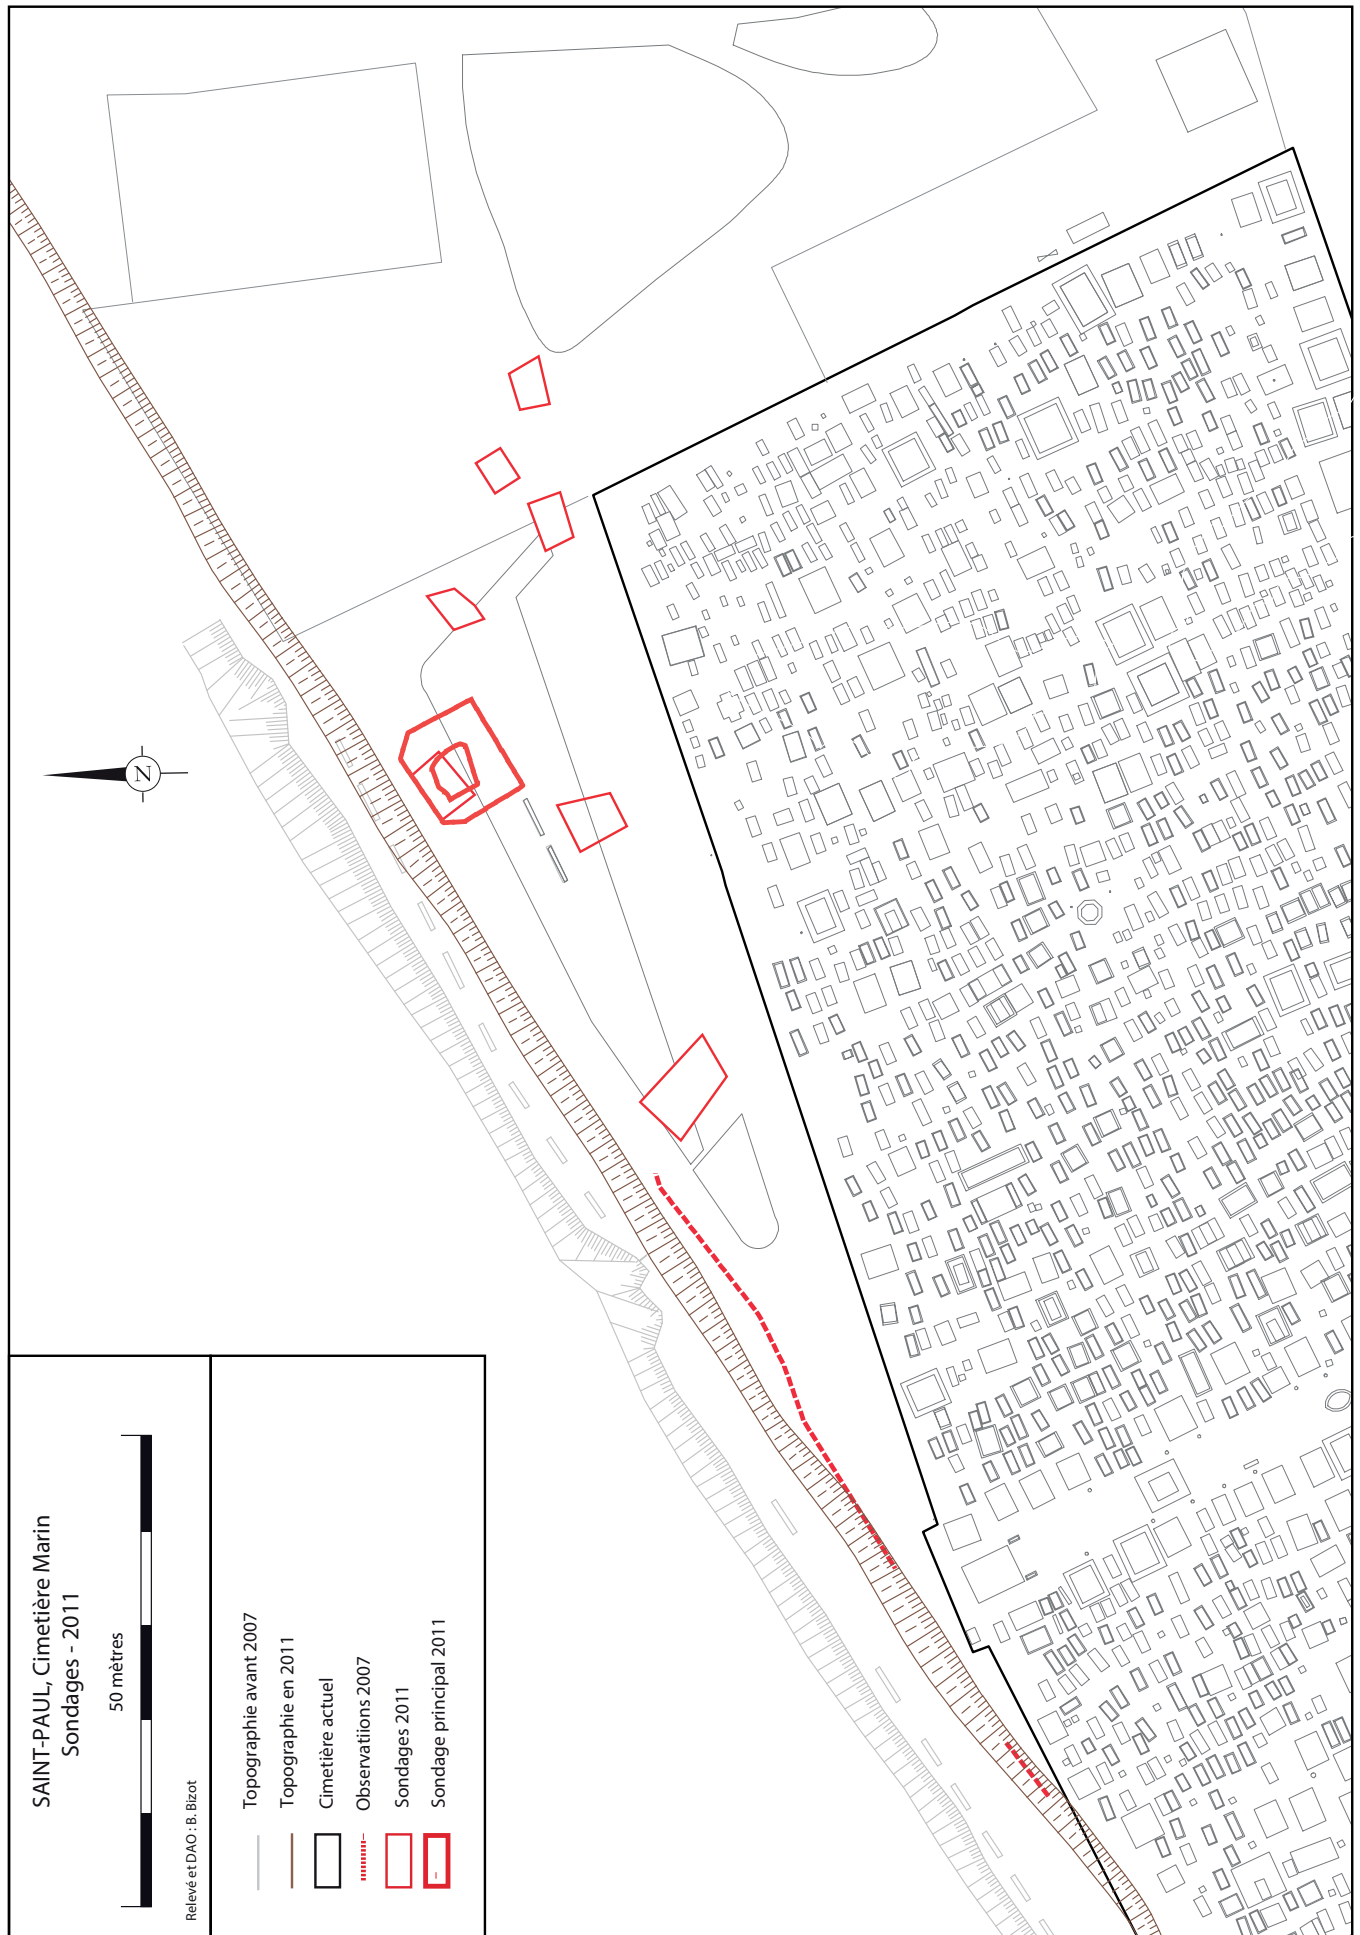 SAINT-PAUL, Cimetière Marin
Sondages - 2011
50 mètres
Relevé et DAO : B. Bizot
Topographie avant 2007
Topographie en 2011
Cimetière actuel
Observations 2007
Sondages 2011
Sondage principal 2011
N